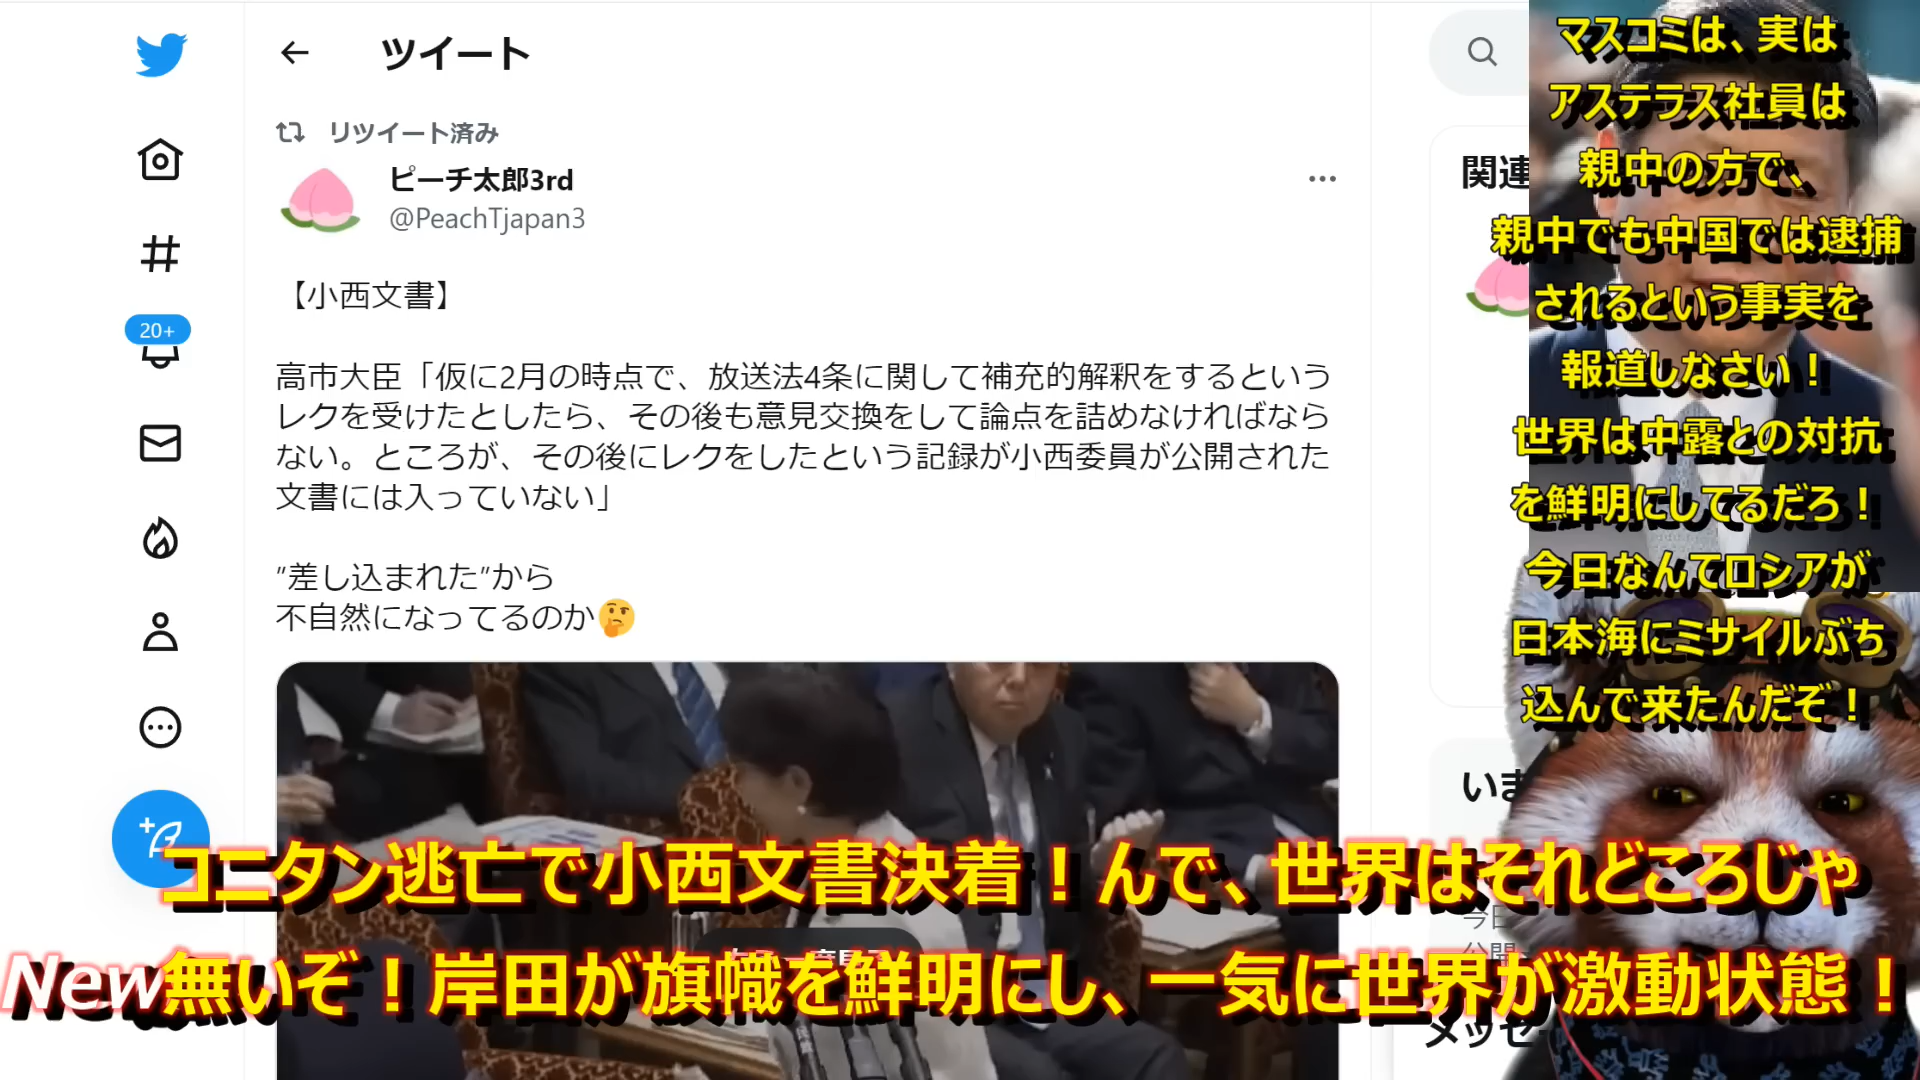 ツイート
リツイート済み
ピーチ太郎3rd
@PeachTjapan3
【小西文書】
高市大臣「仮に2月の時点で、放送法4条に関して補充的解釈をするという
レクを受けたとしたら、その後も意見交換をして論点を詰めなければなら
ない。ところが、その後にレクをしたという記録が小西委員が公開された
文書には入っていない」
”差し込まれた”から
不自然になってるのか🤔
20+
関連
マスコミは、実は
アステラス社員は
親中の方で、
親中でも中国では逮捕
されるという事実を
報道しなさい！
世界は中露との対抗
を鮮明にしてるだろ！
今日なんてロシアが
日本海にミサイルぶち
込んで来たんだぞ！
いま
コニタン逃亡で小西文書決着！んで、世界はそれどころじゃ
New無いぞ！岸田が旗幟を鮮明にし、一気に世界が激動状態！
メッセ